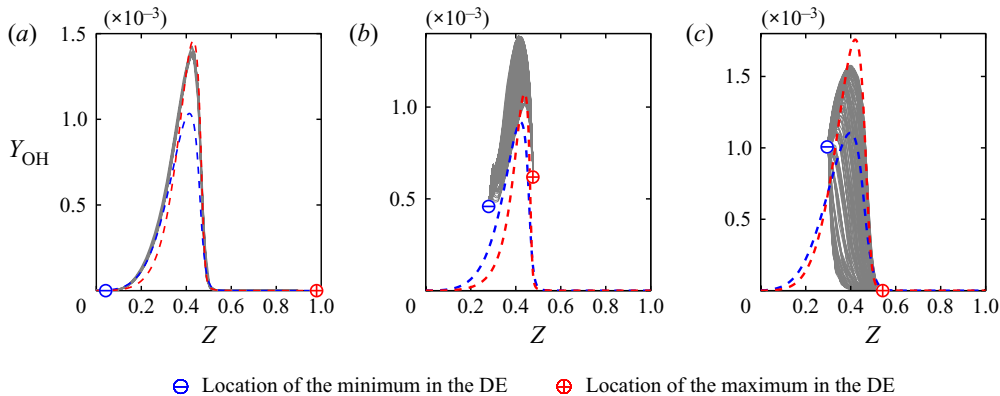 (×10⁻³) (×10⁻³) (×10⁻³)
(a) (b) (c)
1.5 1.0 0.5 0 0.2 0.4 0.6 0.8 1.0
1.0 0.5 0 0.2 0.4 0.6 0.8 1.0
1.5 1.0 0.5 0 0.2 0.4 0.6 0.8 1.0
Y_OH
Z Z Z
Location of the minimum in the DE Location of the maximum in the DE